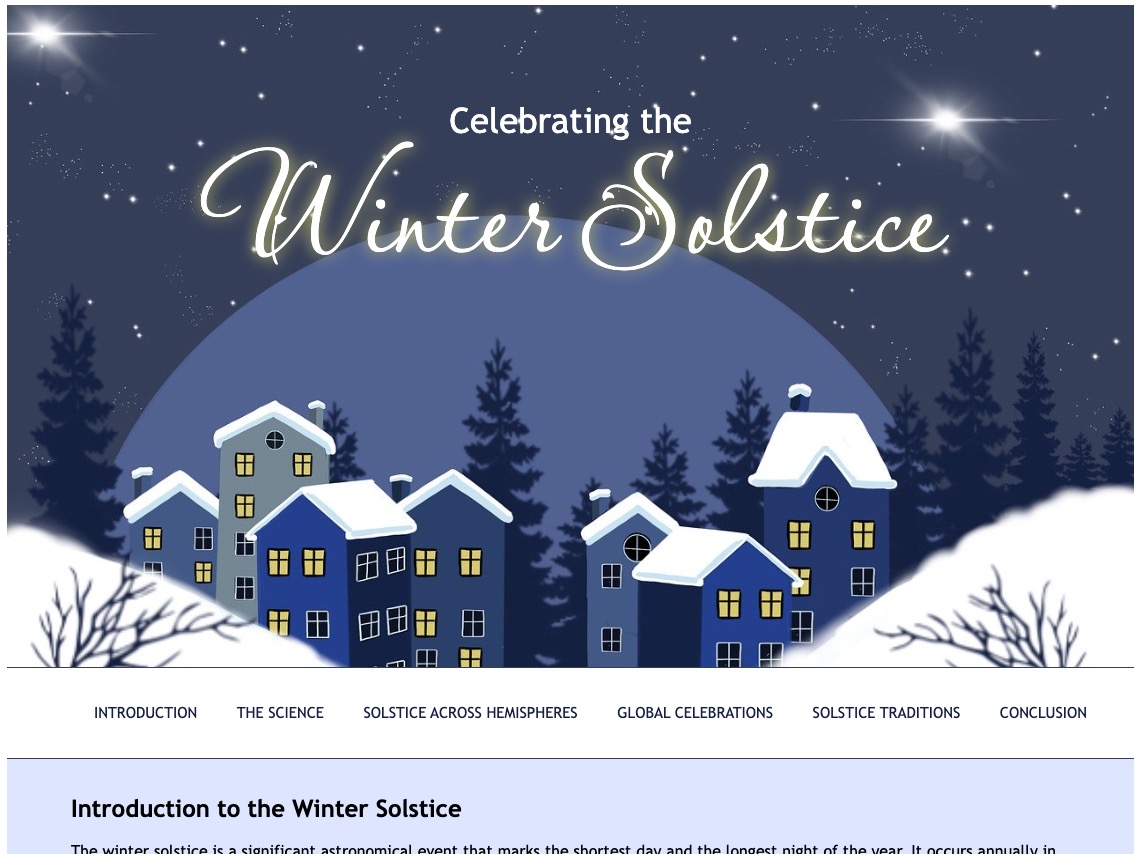 Celebrating the
Winter Solstice
INTRODUCTION THE SCIENCE SOLSTICE ACROSS HEMISPHERES GLOBAL CELEBRATIONS SOLSTICE TRADITIONS CONCLUSION
Introduction to the Winter Solstice
The winter solstice is a significant astronomical event that marks the shortest day and the longest night of the year. It occurs annually in